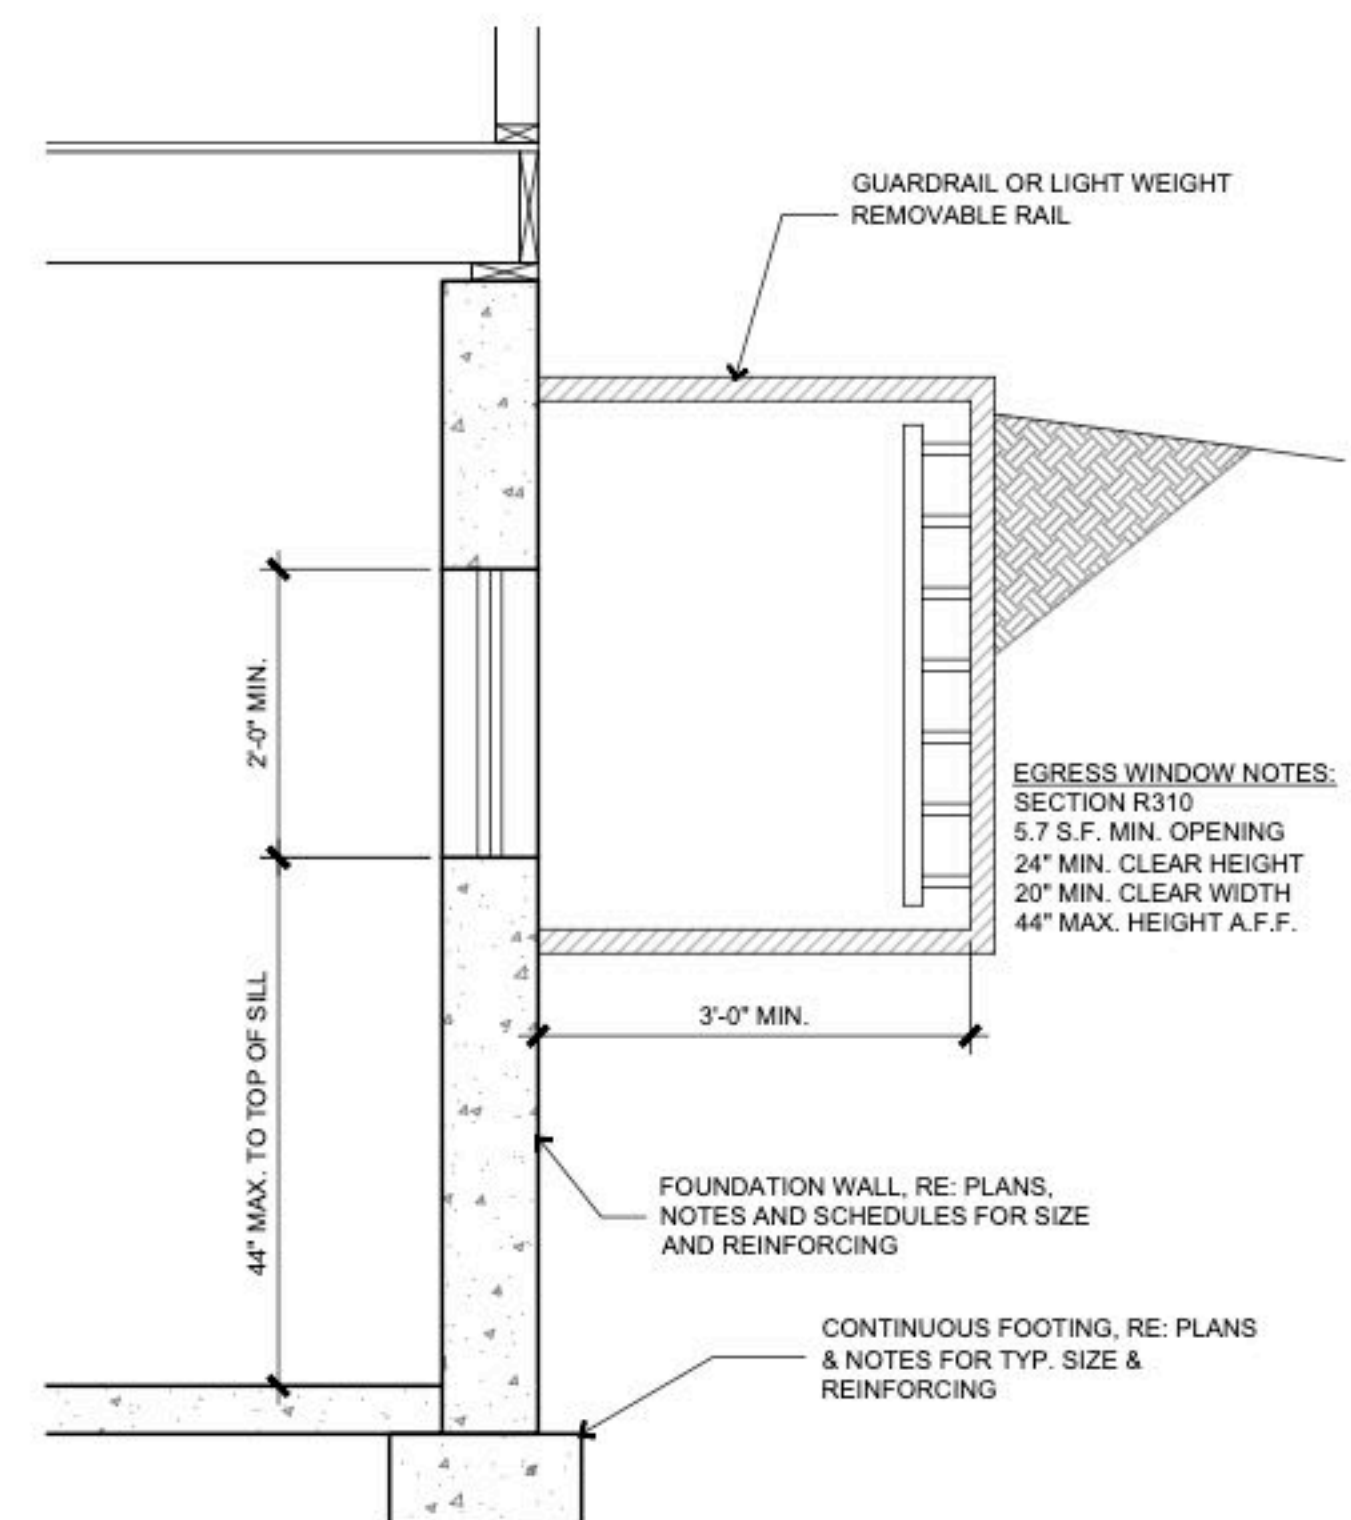 GUARDRAIL OR LIGHT WEIGHT
REMOVABLE RAIL
2'-0" MIN.
EGRESS WINDOW NOTES:
SECTION R310
5.7 S.F. MIN. OPENING
24" MIN. CLEAR HEIGHT
20" MIN. CLEAR WIDTH
44" MAX. HEIGHT A.F.F.
3'-0" MIN.
44" MAX. TO TOP OF SILL
FOUNDATION WALL, RE: PLANS,
NOTES AND SCHEDULES FOR SIZE
AND REINFORCING
CONTINUOUS FOOTING, RE: PLANS
& NOTES FOR TYP. SIZE &
REINFORCING